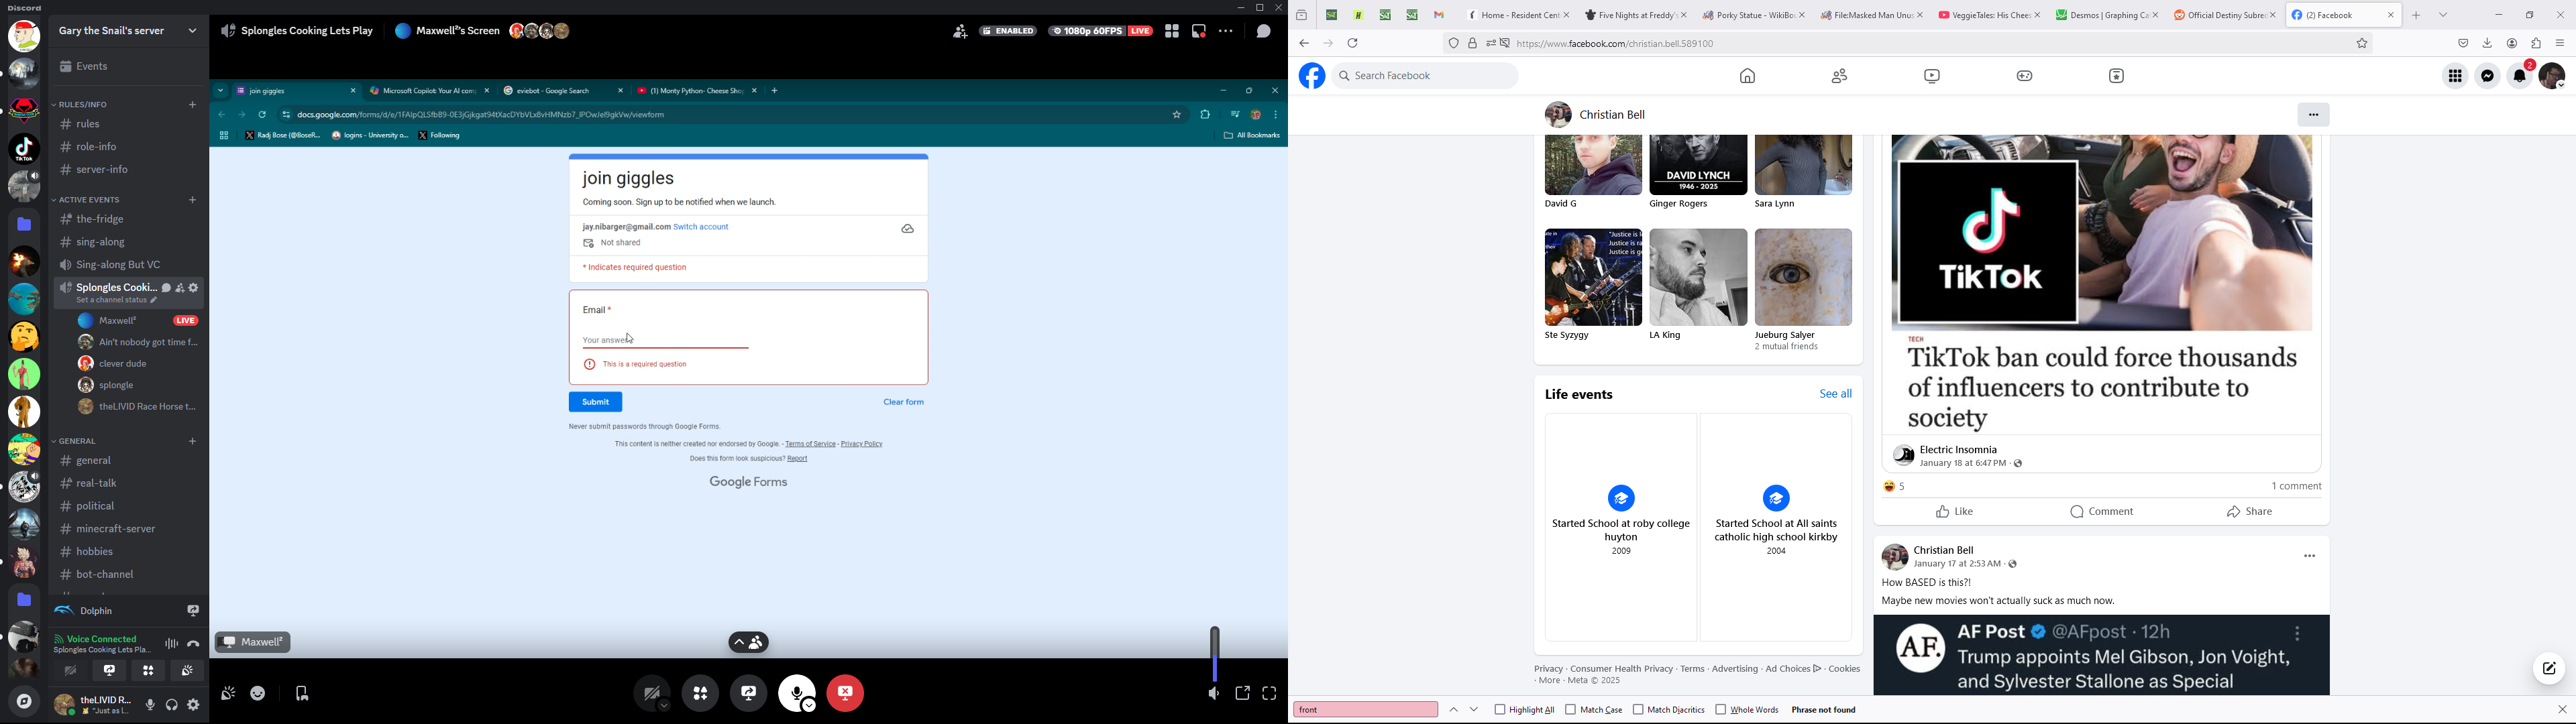 Discord
Gary the Snail's server
Events
RULES/INFO
rules
role-info
server-info
ACTIVE EVENTS
the-fridge
sing-along
Sing-along But VC
Splongles Cooki...
Set a channel status
Maxwell² LIVE
Ain't nobody got time f...
clever dude
splongle
theLIVID Race Horse t...
GENERAL
general
real-talk
political
minecraft-server
hobbies
bot-channel
Dolphin
Voice Connected
Splongles Cooking Lets Pla...
theLIVID R...
"Just as I...
TikTok
Splongles Cooking Lets Play
Maxwell²'s Screen
ENABLED
1080p 60FPS LIVE
join giggles
Microsoft Copilot: Your AI com
eviebot - Google Search
(1) Monty Python- Cheese Sho
Radj Bose (@BoseR...
logins - University o...
Following
All Bookmarks
join giggles
Coming soon. Sign up to be notified when we launch.
jay.nibarger@gmail.com Switch account
Not shared
* Indicates required question
Email *
Your answer
This is a required question
Submit
Clear form
Never submit passwords through Google Forms.
This content is neither created nor endorsed by Google. - Terms of Service - Privacy Policy
Does this form look suspicious? Report
Google Forms
Maxwell²
Home - Resident Cent
Five Nights at Freddy's
Porky Statue - WikiBo
File:Masked Man Unus
VeggieTales: His Chees
Desmos | Graphing Ca
Official Destiny Subred
(2) Facebook
https://www.facebook.com/christian.bell.589100
Search Facebook
2
Christian Bell
DAVID LYNCH
1946 - 2025
David G
Ginger Rogers
Sara Lynn
"Justice is
Justice is
Justice is
Ste Syzygy
LA King
Jueburg Salyer
2 mutual friends
Life events
See all
Started School at roby college
huyton
2009
Started School at All saints
catholic high school kirkby
2004
Privacy · Consumer Health Privacy · Terms · Advertising · Ad Choices · Cookies
· More · Meta © 2025
TikTok
TECH
TikTok ban could force thousands
of influencers to contribute to
society
Electric Insomnia
January 18 at 6:47 PM ·
5
1 comment
Like
Comment
Share
Christian Bell
January 17 at 2:53 AM ·
How BASED is this?!
Maybe new movies won't actually suck as much now.
AF.
AF Post @AFpost · 12h
Trump appoints Mel Gibson, Jon Voight,
and Sylvester Stallone as Special
front
Highlight All
Match Case
Match Diacritics
Whole Words
Phrase not found